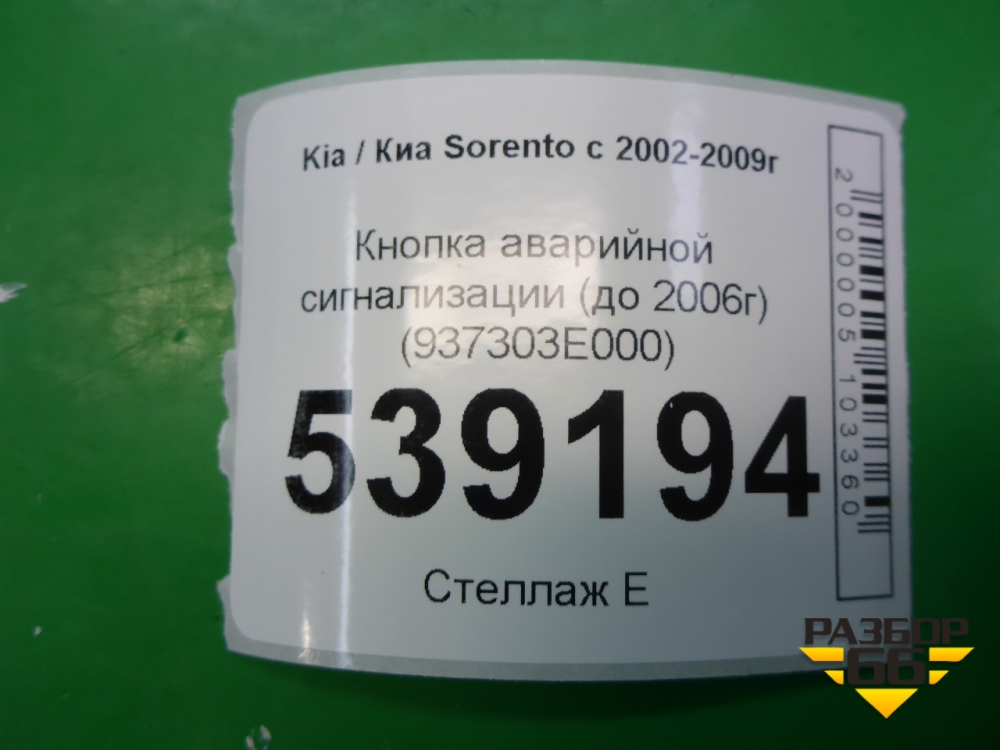 Kia / Киа Sorento с 2002-2009г
Кнопка аварийной
сигнализации (до 2006г)
(937303E000)
539194
Стеллаж Е
2000005103360
РАЗБОР
66